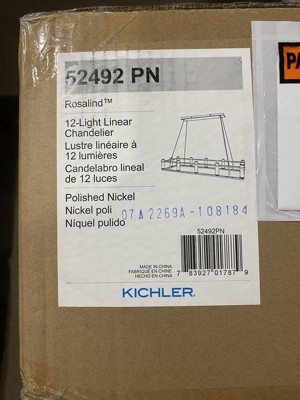 52492 PN
Rosalind™
12-Light Linear
Chandelier
Lustre linéaire à
12 lumières
Candelabro lineal
de 12 luces
Polished Nickel
Nickel poli
Níquel pulido
07A 2269A-108184
52492PN
MADE IN CHINA
FABRIQUÉ EN CHINE
HECHO EN CHINA
7 83927 01787 9
KICHLER®
PA